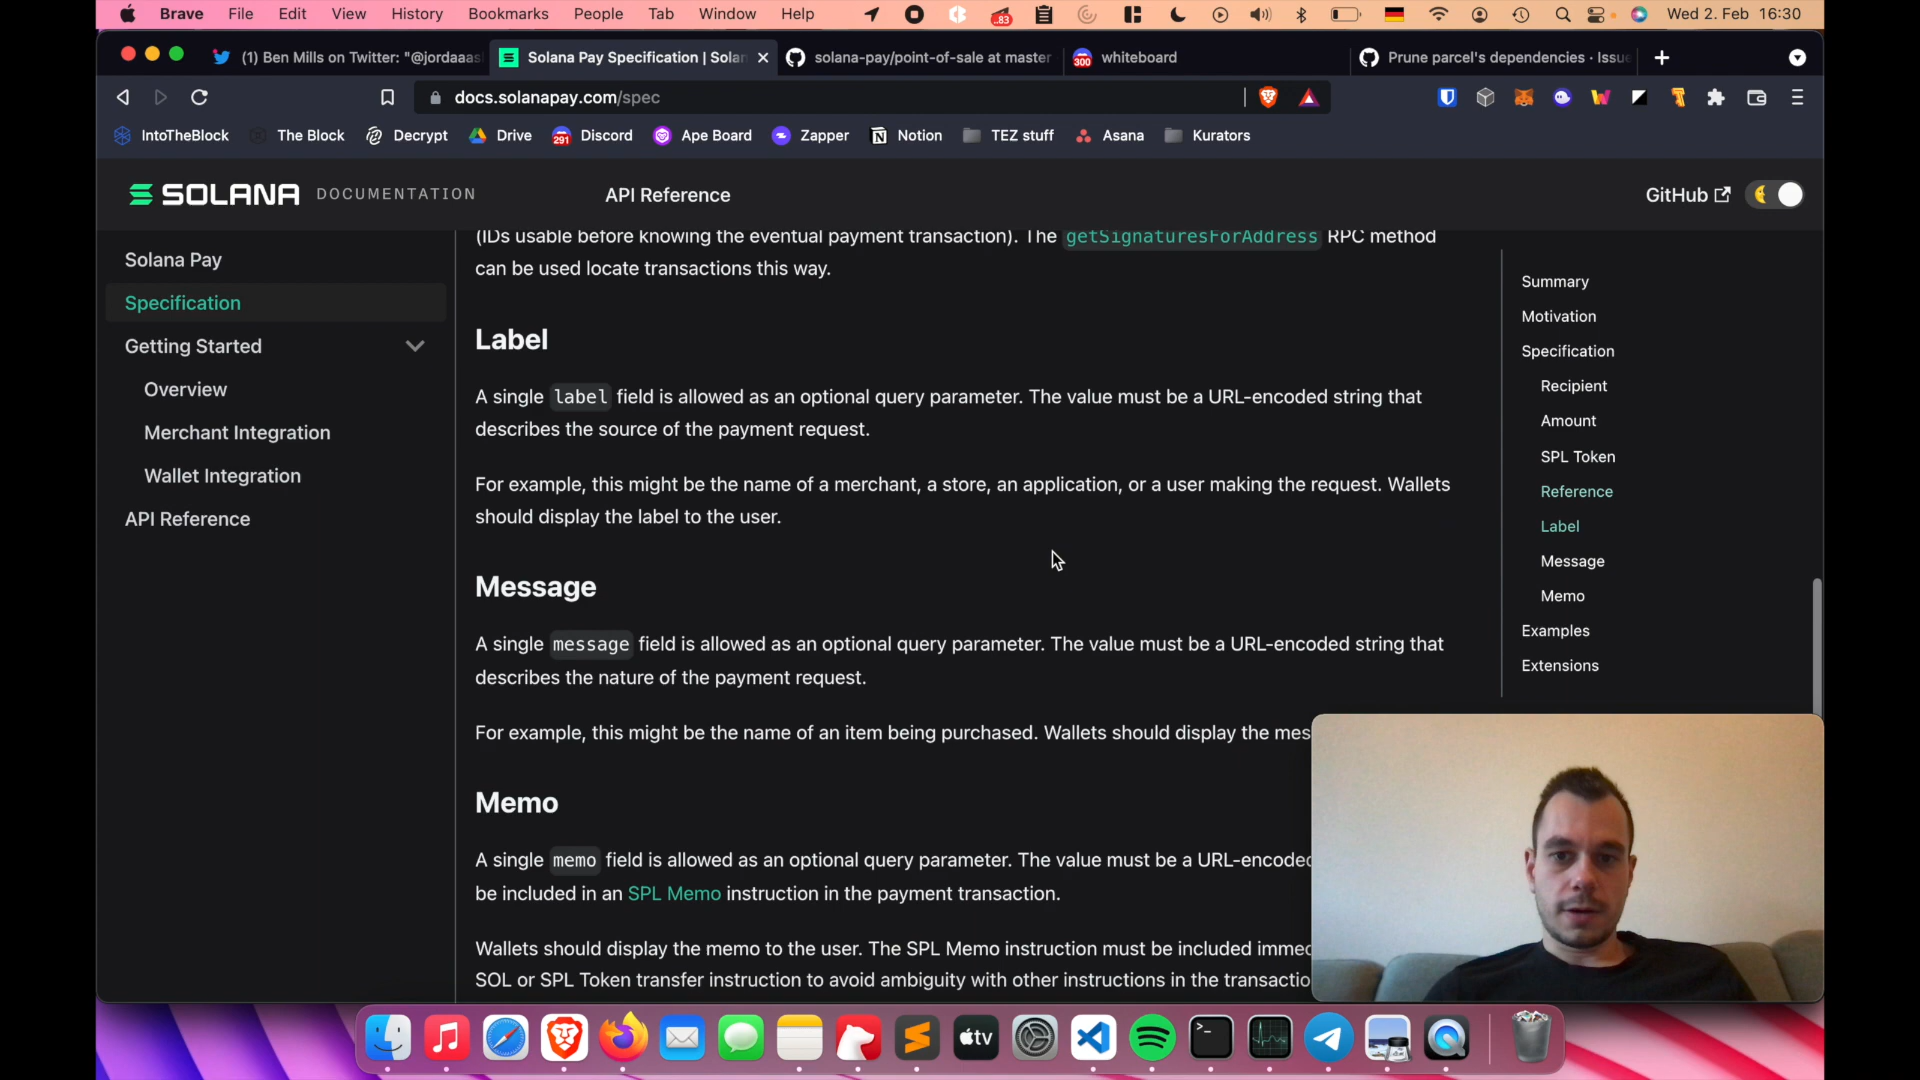 Brave File Edit View History Bookmarks People Tab Window Help
83
Wed 2. Feb 16:30
(1) Ben Mills on Twitter: "@jordaaas
Solana Pay Specification | Solan
solana-pay/point-of-sale at master
300 whiteboard
Prune parcel's dependencies · Issue
docs.solanapay.com/spec
IntoTheBlock The Block Decrypt Drive 291 Discord Ape Board Zapper Notion TEZ stuff Asana Kurators
SOLANA DOCUMENTATION API Reference GitHub
Solana Pay
Specification
Getting Started
Overview
Merchant Integration
Wallet Integration
API Reference
(IDs usable before knowing the eventual payment transaction). The getSignaturesForAddress RPC method
can be used locate transactions this way.
Label
A single label field is allowed as an optional query parameter. The value must be a URL-encoded string that
describes the source of the payment request.
For example, this might be the name of a merchant, a store, an application, or a user making the request. Wallets
should display the label to the user.
Message
A single message field is allowed as an optional query parameter. The value must be a URL-encoded string that
describes the nature of the payment request.
For example, this might be the name of an item being purchased. Wallets should display the mes
Memo
A single memo field is allowed as an optional query parameter. The value must be a URL-encoded
be included in an SPL Memo instruction in the payment transaction.
Wallets should display the memo to the user. The SPL Memo instruction must be included immed
SOL or SPL Token transfer instruction to avoid ambiguity with other instructions in the transactio
Summary
Motivation
Specification
Recipient
Amount
SPL Token
Reference
Label
Message
Memo
Examples
Extensions
tv